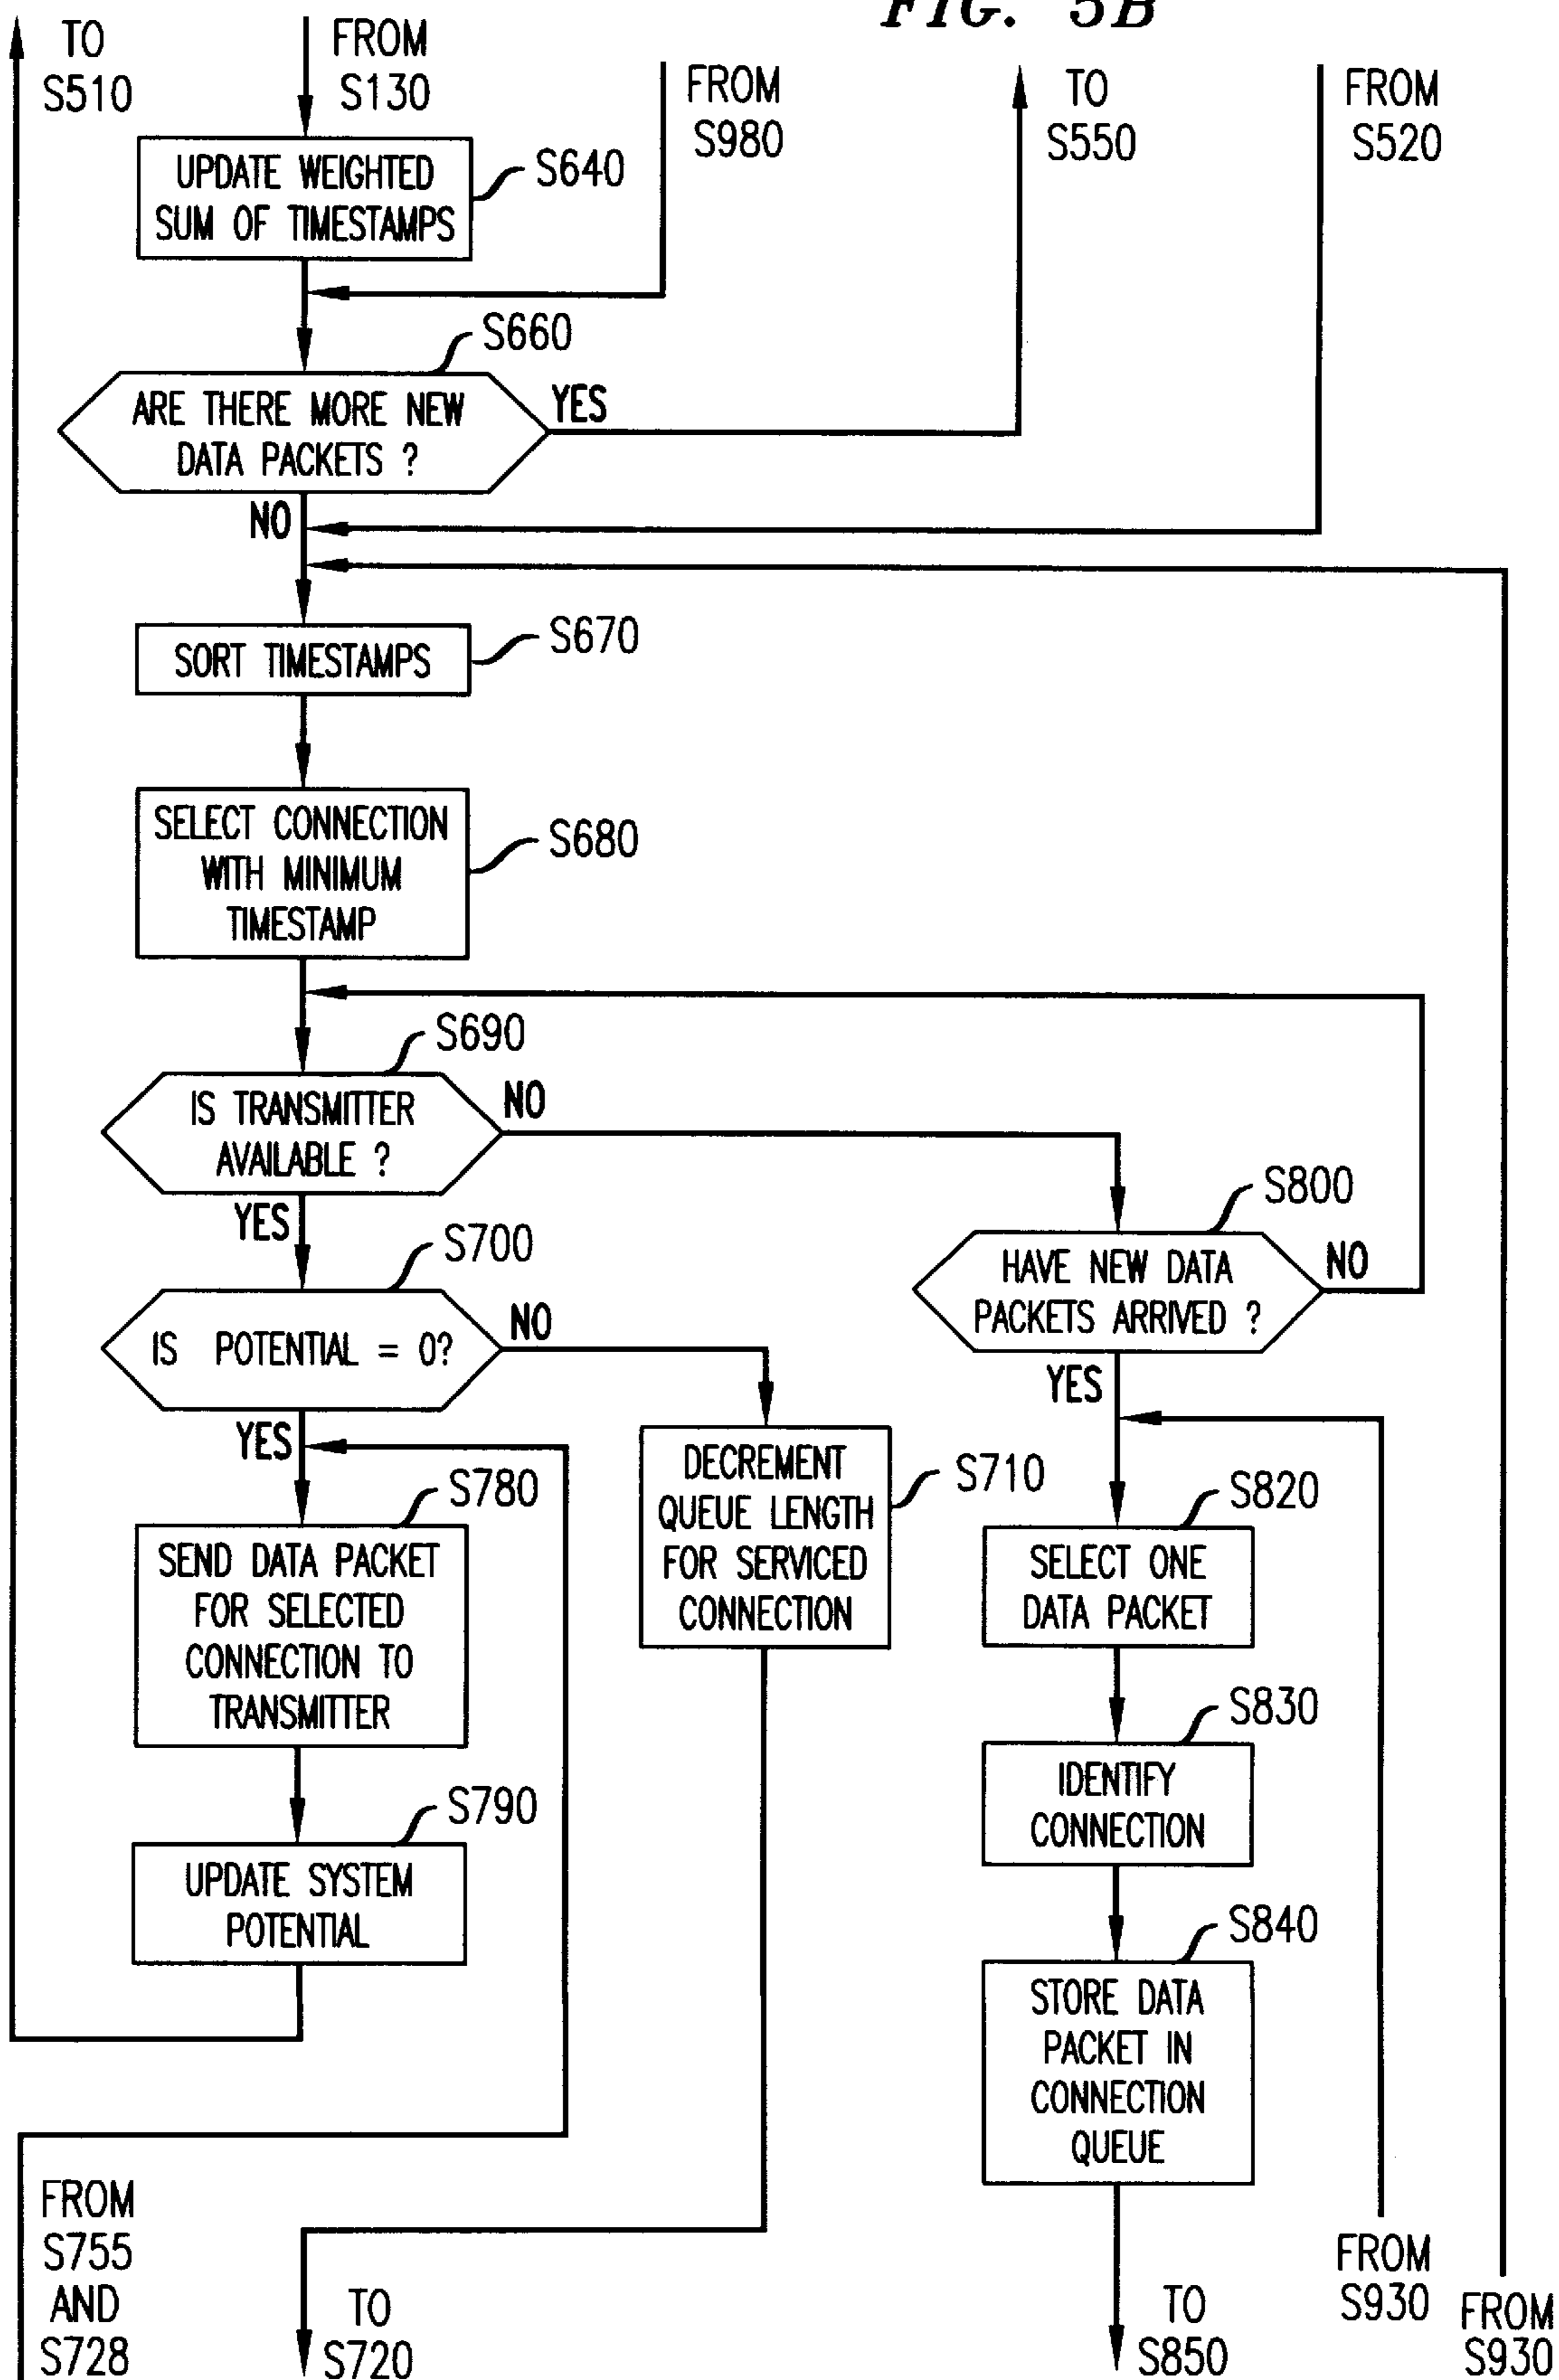 FIG. 5B
TO
S510
FROM
S130
FROM
S980
TO
S550
FROM
S520
UPDATE WEIGHTED
SUM OF TIMESTAMPS
S640
S660
ARE THERE MORE NEW
DATA PACKETS ?
YES
NO
SORT TIMESTAMPS
S670
SELECT CONNECTION
WITH MINIMUM
TIMESTAMP
S680
S690
IS TRANSMITTER
AVAILABLE ?
NO
YES
S700
IS POTENTIAL = 0?
NO
YES
S800
HAVE NEW DATA
PACKETS ARRIVED ?
NO
YES
S780
SEND DATA PACKET
FOR SELECTED
CONNECTION TO
TRANSMITTER
DECREMENT
QUEUE LENGTH
FOR SERVICED
CONNECTION
S710
S820
SELECT ONE
DATA PACKET
S830
IDENTIFY
CONNECTION
S790
UPDATE SYSTEM
POTENTIAL
S840
STORE DATA
PACKET IN
CONNECTION
QUEUE
FROM
S755
AND
S728
TO
S720
TO
S850
FROM
S930
FROM
S930